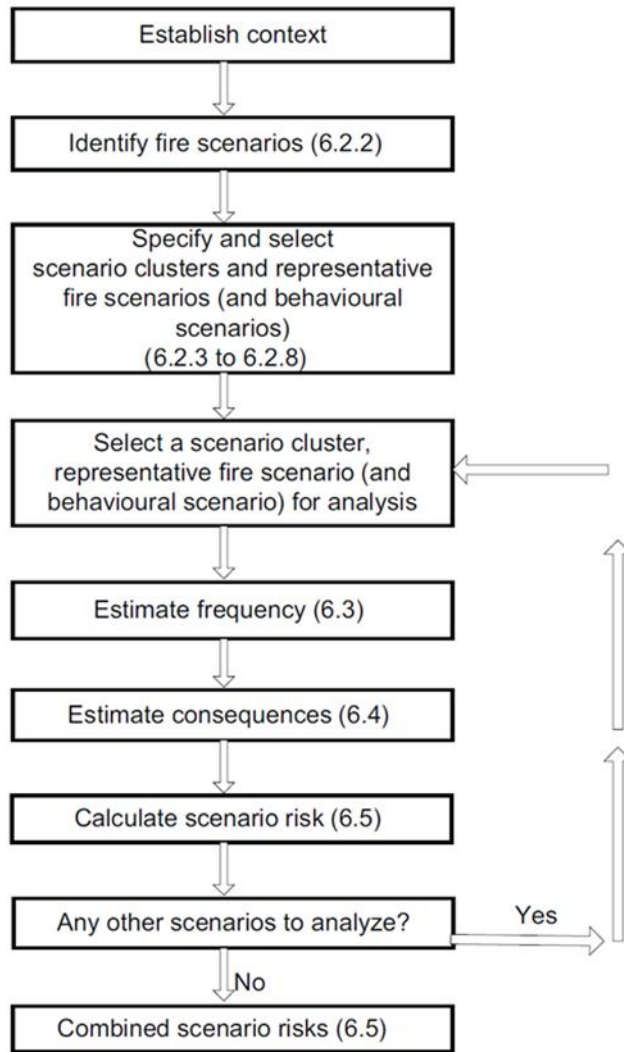 Establish context
Identify fire scenarios (6.2.2)
Specify and select
scenario clusters and representative
fire scenarios (and behavioural
scenarios)
(6.2.3 to 6.2.8)
Select a scenario cluster,
representative fire scenario (and
behavioural scenario) for analysis
Estimate frequency (6.3)
Estimate consequences (6.4)
Calculate scenario risk (6.5)
Any other scenarios to analyze?
Yes
No
Combined scenario risks (6.5)